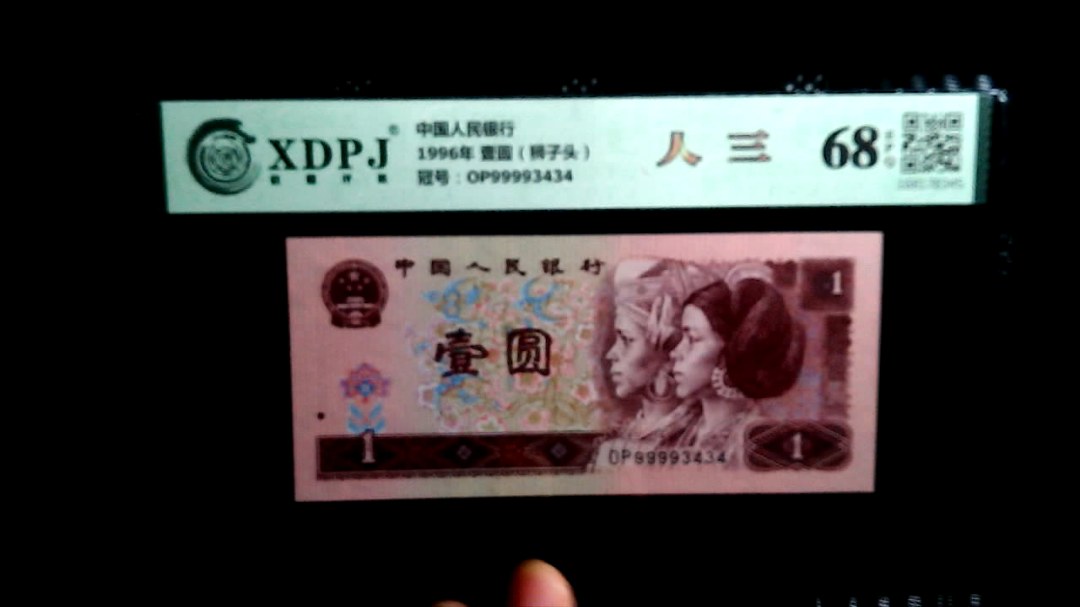 XDPJ®
中国人民银行
1996年 壹圆（狮子头）
冠号：OP99993434
人 三
68
中国人民银行
1
壹圆
1
OP99993434
1